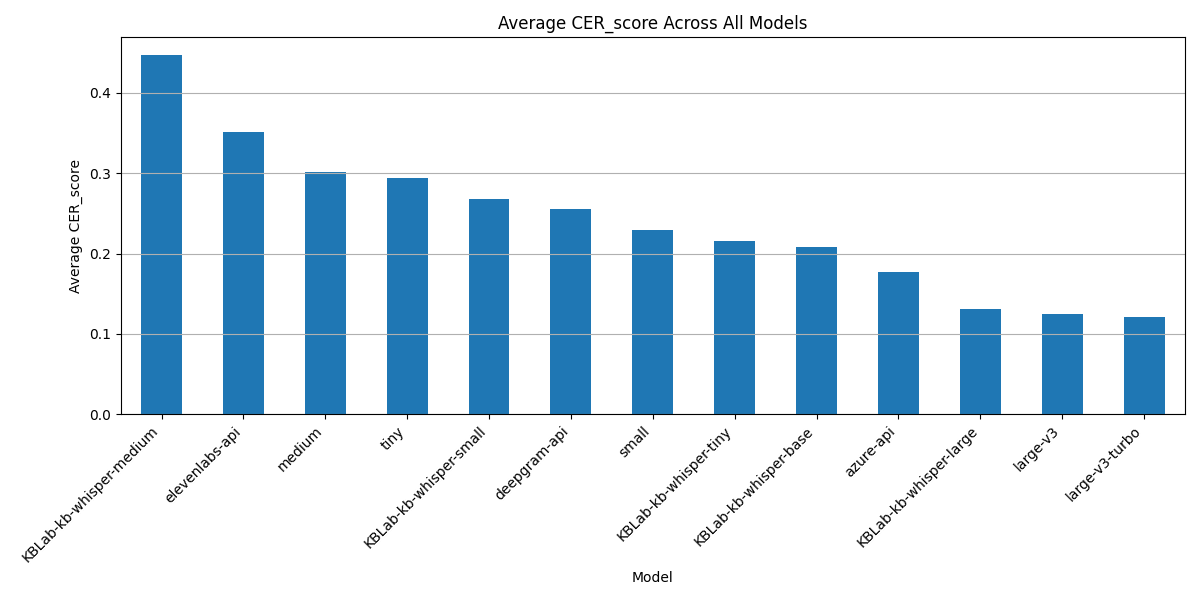 Average CER_score Across All Models
Average CER_score
0.4
0.3
0.2
0.1
0.0
KBLab-kb-whisper-medium
elevenlabs-api
medium
tiny
KBLab-kb-whisper-small
deepgram-api
small
KBLab-kb-whisper-tiny
KBLab-kb-whisper-base
azure-api
KBLab-kb-whisper-large
large-v3
large-v3-turbo
Model